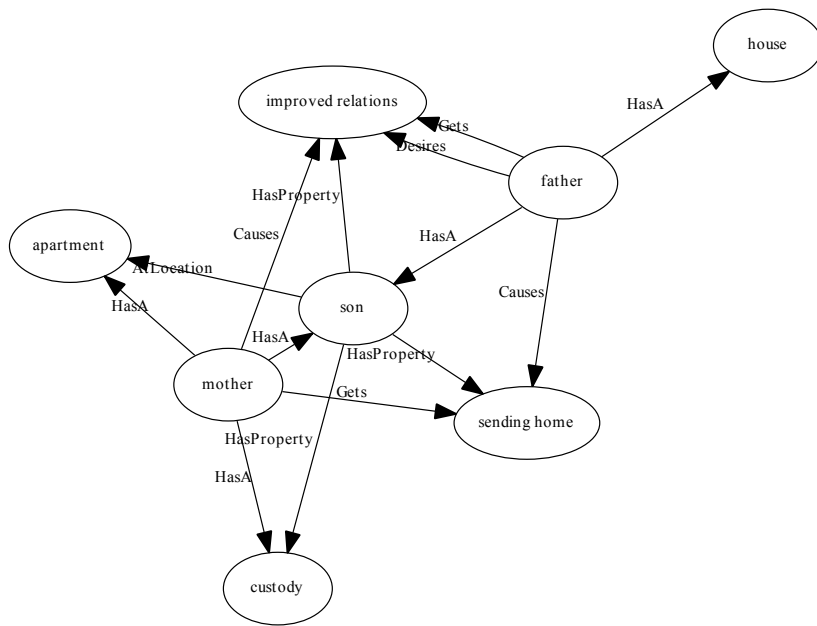 house
improved relations
HasA
Gets
Desires
father
HasProperty
Causes
HasA
apartment
AtLocation
Causes
HasA
son
HasA
HasProperty
mother
Gets
sending home
HasProperty
HasA
custody